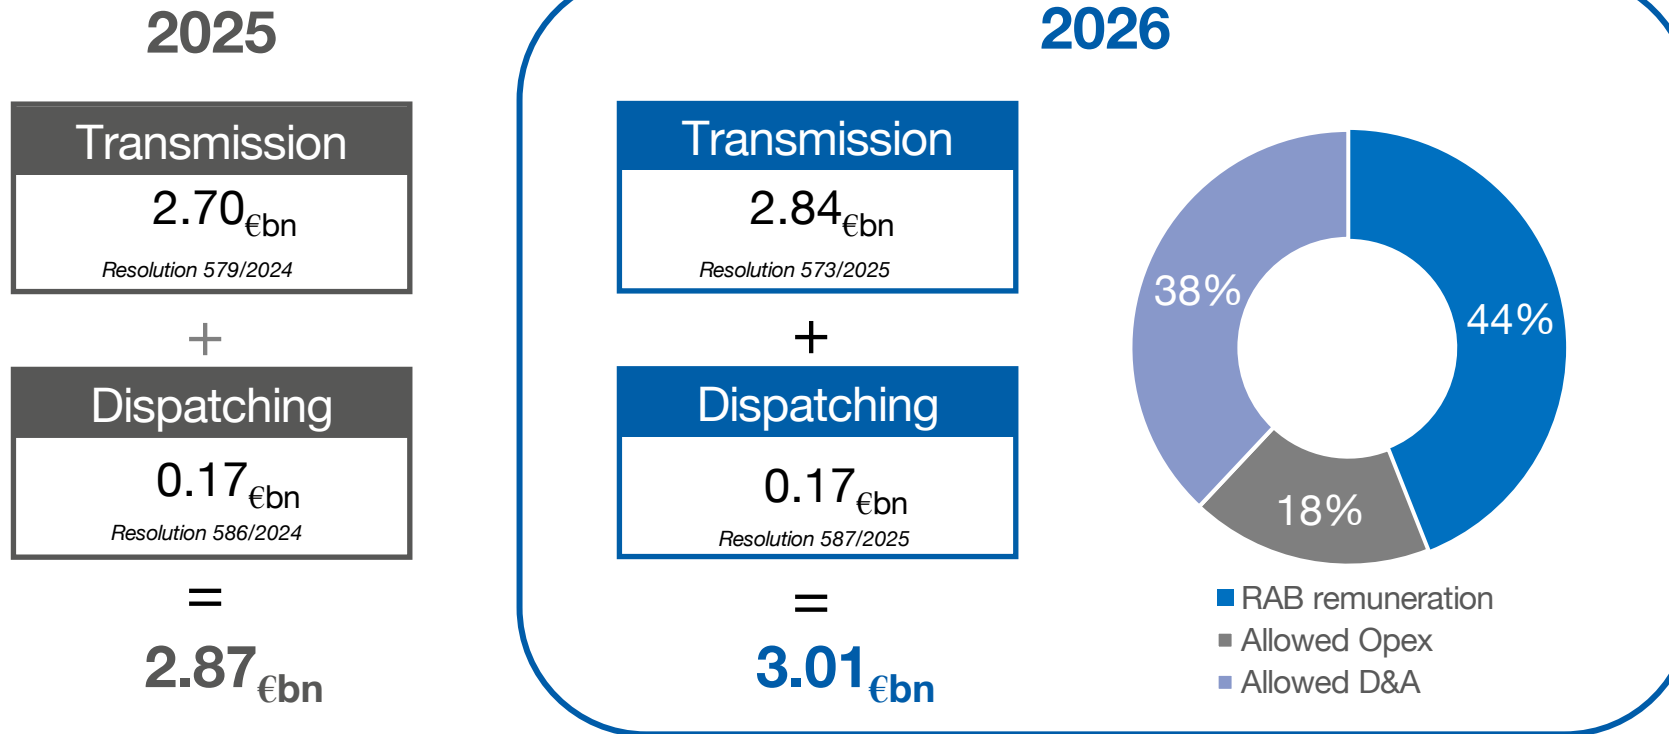 2025
Transmission
2.70€bn
Resolution 579/2024
+
Dispatching
0.17€bn
Resolution 586/2024
=
2.87€bn
2026
Transmission
2.84€bn
Resolution 573/2025
+
Dispatching
0.17€bn
Resolution 587/2025
=
3.01€bn
38%
44%
18%
RAB remuneration
Allowed Opex
Allowed D&A